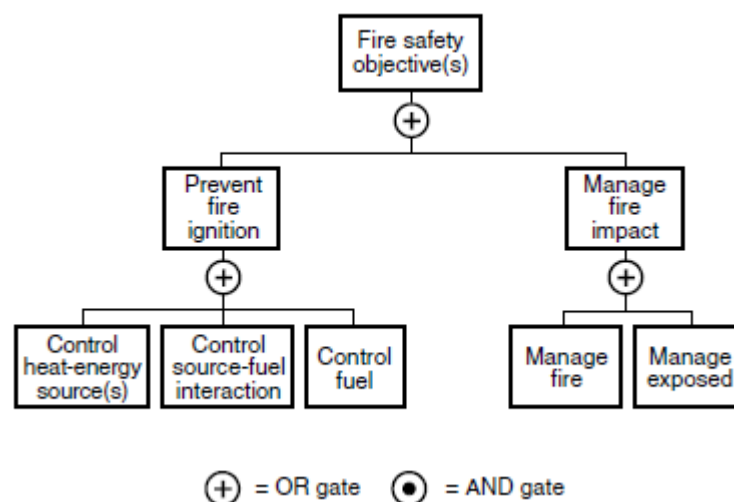 Fire safety
objective(s)
Prevent
fire
ignition
Manage
fire
impact
Control
heat-energy
source(s)
Control
source-fuel
interaction
Control
fuel
Manage
fire
Manage
exposed
= OR gate
= AND gate